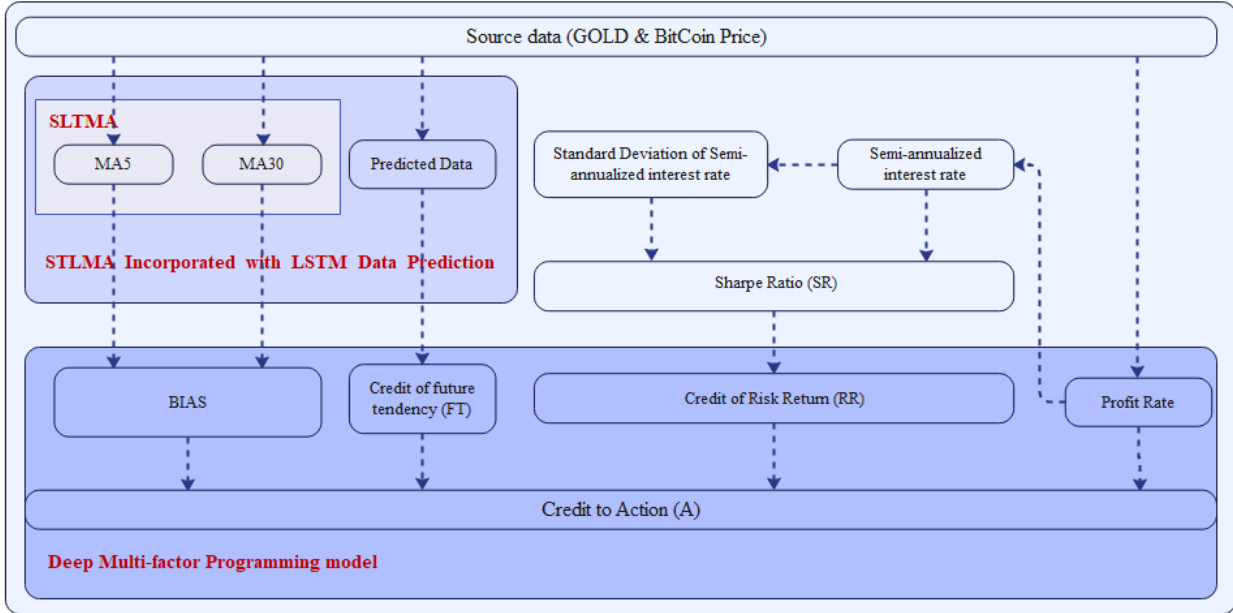 Source data (GOLD & BitCoin Price)
SLTMA
MA5
MA30
Predicted Data
Standard Deviation of Semi-
annualized interest rate
Semi-annualized
interest rate
STLMA Incorporated with LSTM Data Prediction
Sharpe Ratio (SR)
BIAS
Credit of future
tendency (FT)
Credit of Risk Return (RR)
Profit Rate
Credit to Action (A)
Deep Multi-factor Programming model